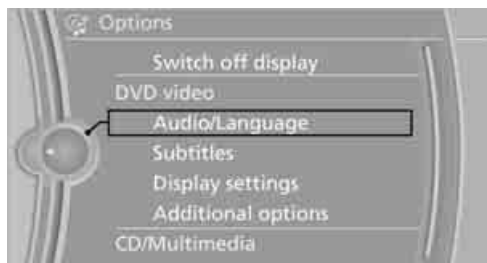 Options
Switch off display
DVD video
Audio/Language
Subtitles
Display settings
Additional options
CD/Multimedia